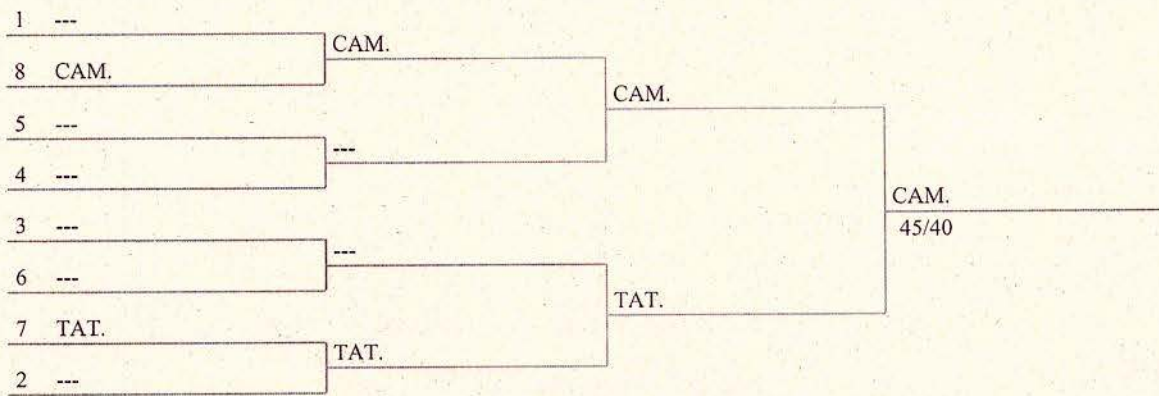 1 ---
CAM.
8 CAM.
CAM.
5 ---
---
4 ---
CAM.
45/40
3 ---
---
6 ---
TAT.
7 TAT.
TAT.
2 ---